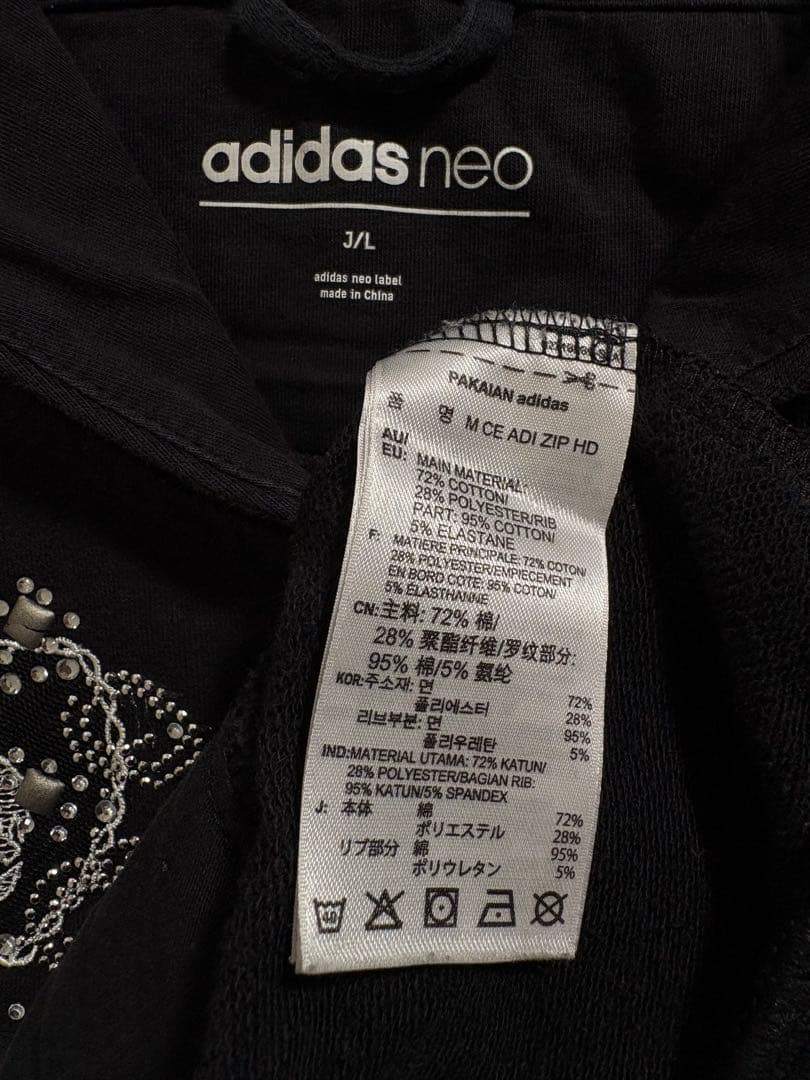 adidas neo
J/L
adidas neo label
made in China
PAKAIAN adidas
품 명 M CE ADI ZIP HD
AU/
EU: MAIN MATERIAL:
72% COTTON/
28% POLYESTER/RIB
PART: 95% COTTON/
5% ELASTANE
F: MATIERE PRINCIPALE: 72% COTON/
28% POLYESTER/EMPIECEMENT
EN BORD COTE: 95% COTON/
5% ELASTHANNE
CN:主料: 72% 棉/
28% 聚酯纤维/罗纹部分:
95% 棉/5% 氨纶
KOR:주소재: 면 72%
폴리에스터 28%
리브부분: 면 95%
폴리우레탄 5%
IND:MATERIAL UTAMA: 72% KATUN/
28% POLYESTER/BAGIAN RIB:
95% KATUN/5% SPANDEX
J: 本体 綿 72%
ポリエステル 28%
リブ部分 綿 95%
ポリウレタン 5%
40